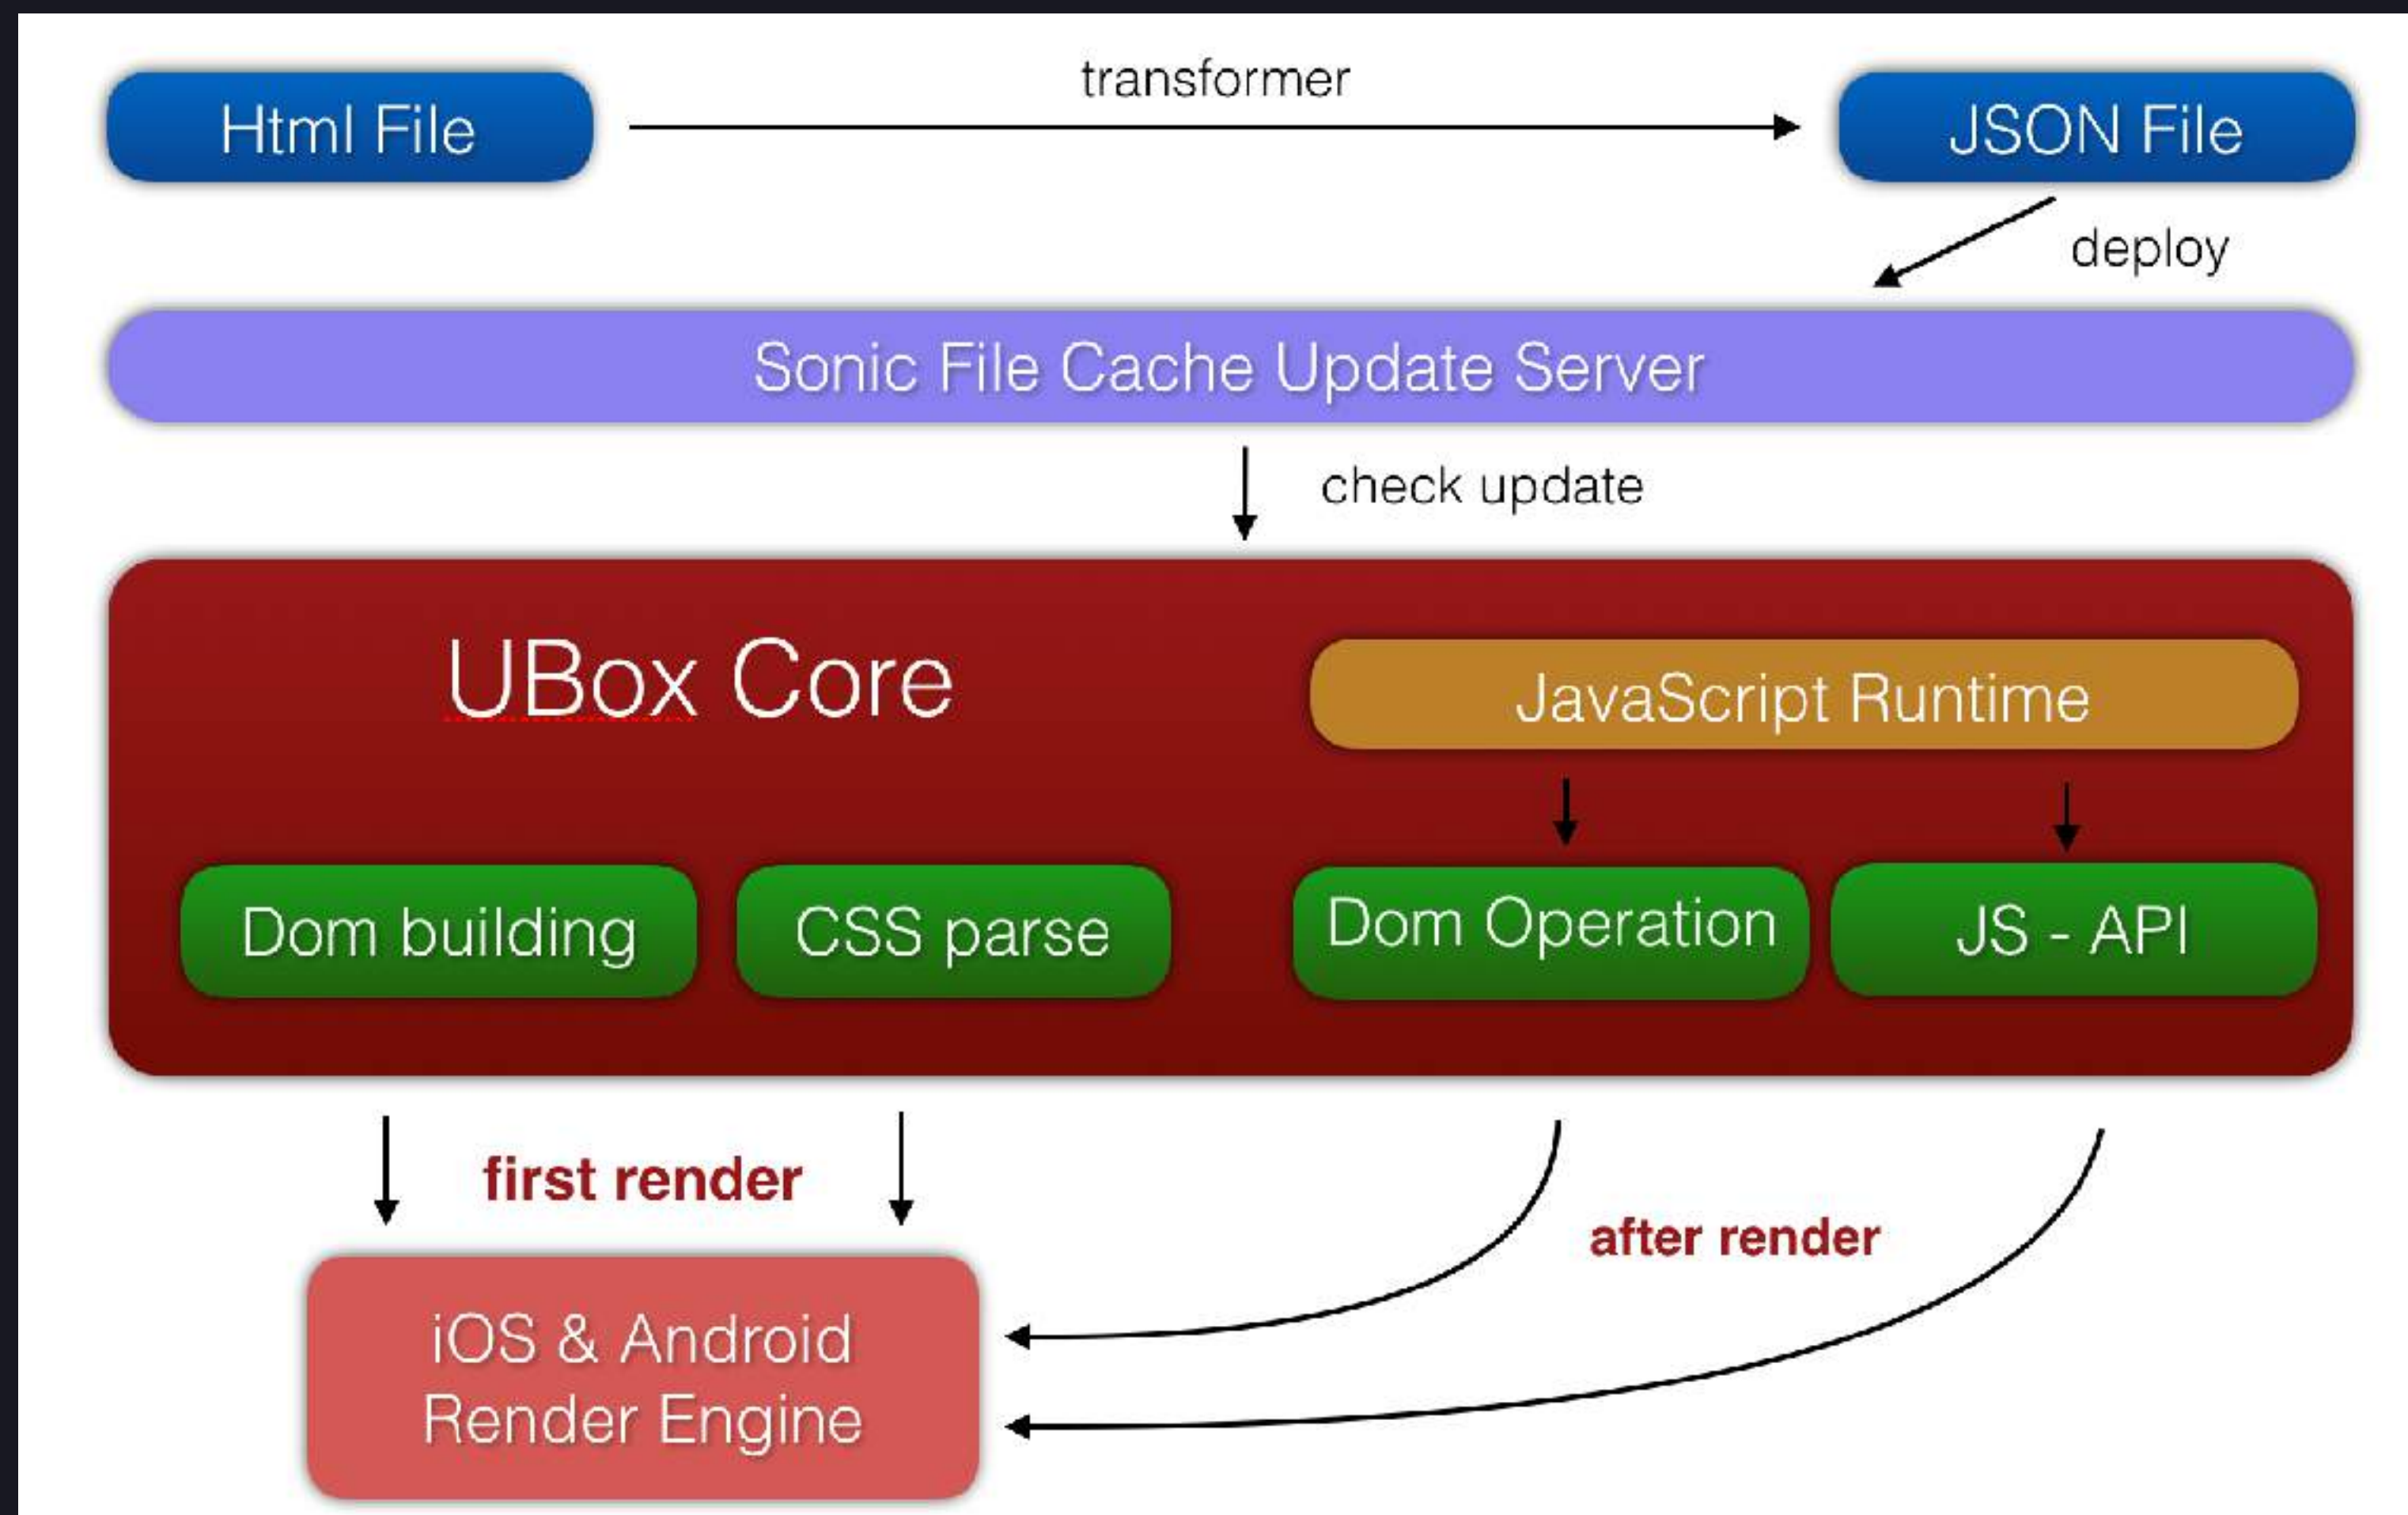 Html File
transformer
JSON File
deploy
Sonic File Cache Update Server
check update
UBox Core
JavaScript Runtime
Dom building
CSS parse
Dom Operation
JS - API
first render
after render
iOS & Android
Render Engine